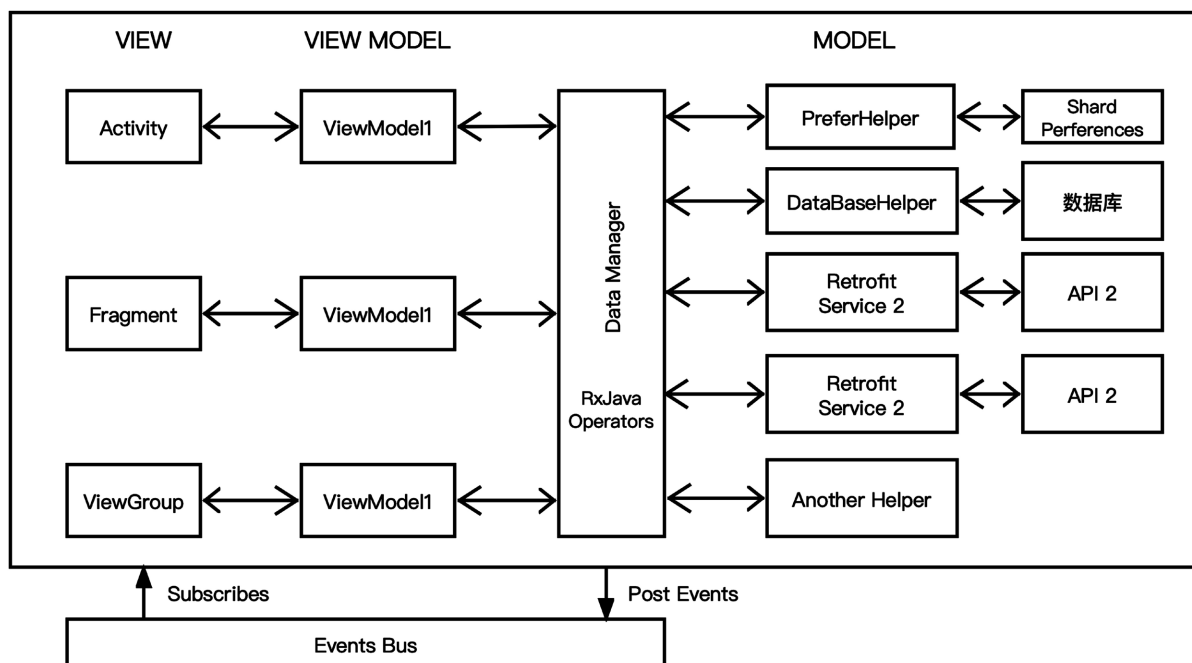 VIEW
VIEW MODEL
MODEL
Activity
ViewModel1
PreferHelper
Shard
Perferences
DataBaseHelper
数据库
Data Manager
Fragment
ViewModel1
Retrofit
Service 2
API 2
RxJava
Operators
Retrofit
Service 2
API 2
ViewGroup
ViewModel1
Another Helper
Subscribes
Post Events
Events Bus